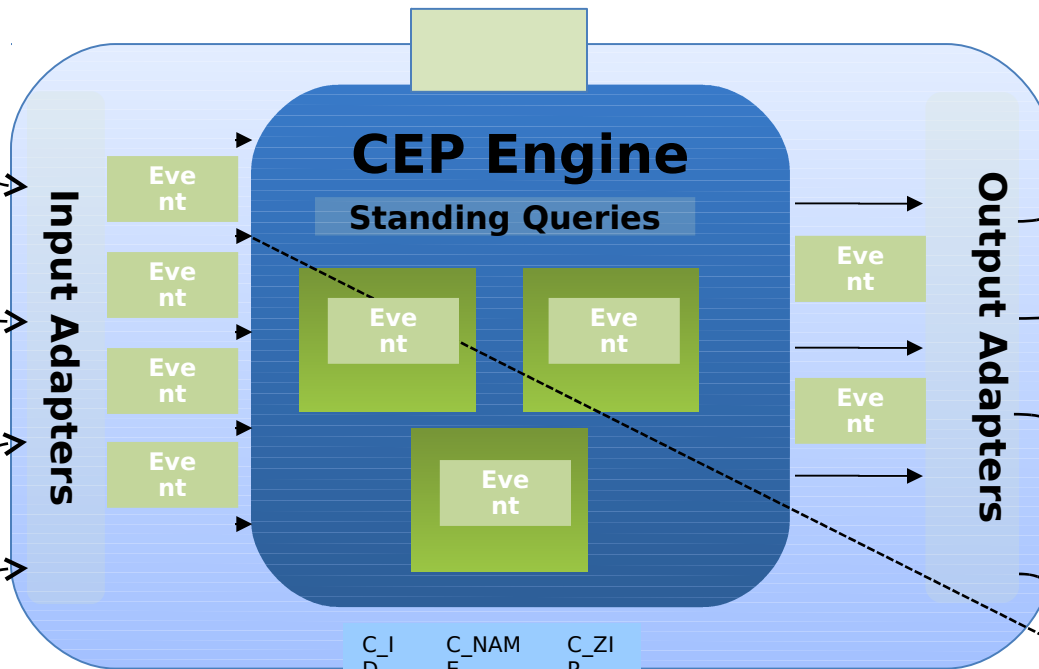 CEP Engine
Standing Queries
Input Adapters
Eve
nt
Eve
nt
Eve
nt
Eve
nt
Eve
nt
Eve
nt
Eve
nt
Eve
nt
Eve
nt
Output Adapters
C_I
D
C_NAM
E
C_ZI
P